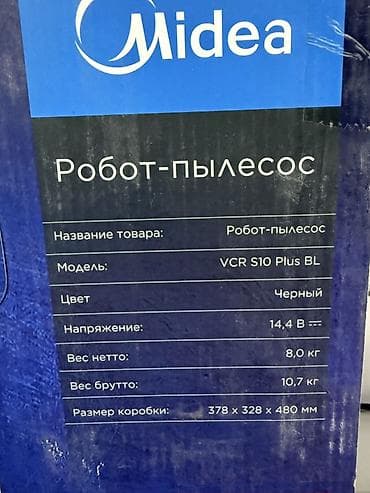 Midea
Робот-пылесос
Название товара: Робот-пылесос
Модель: VCR S10 Plus BL
Цвет Черный
Напряжение: 14,4 В ⎓
Вес нетто: 8,0 кг
Вес брутто: 10,7 кг
Размер коробки: 378 x 328 x 480 мм